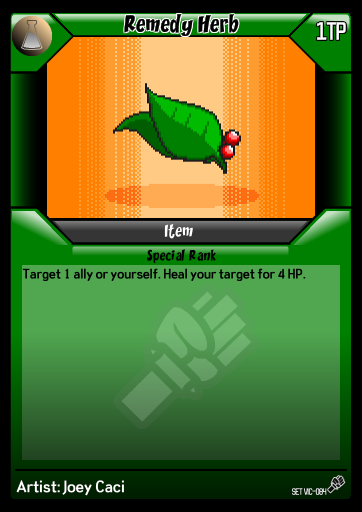 Remedy Herb
1TP
Item
Special Rank
Target 1 ally or yourself. Heal your target for 4 HP.
Artist: Joey Caci
SET VIC-084